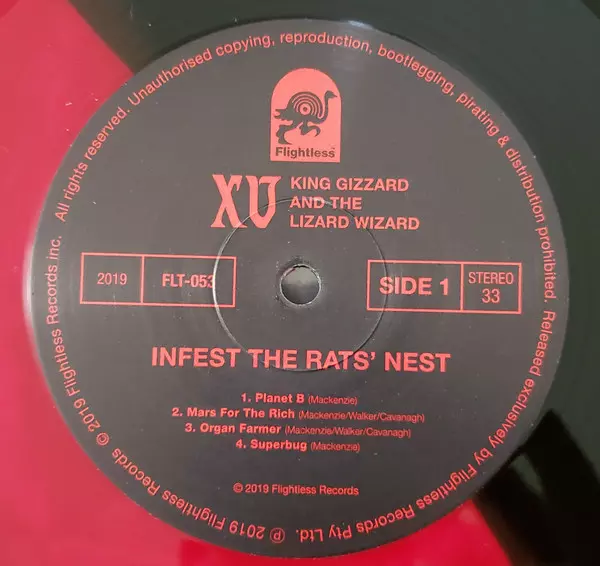 © 2019 Flightless Records inc. All rights reserved. Unauthorised copying, reproduction, bootlegging, pirating & distribution prohibited. Released exclusively by Flightless Records Pty Ltd. ℗ 2019 Flightless Records
Flightless
XV
KING GIZZARD
AND THE
LIZARD WIZARD
2019 FLT-053
SIDE 1 STEREO
33
INFEST THE RATS' NEST
1. Planet B (Mackenzie)
2. Mars For The Rich (Mackenzie/Walker/Cavanagh)
3. Organ Farmer (Mackenzie/Walker/Cavanagh)
4. Superbug (Mackenzie)
© 2019 Flightless Records